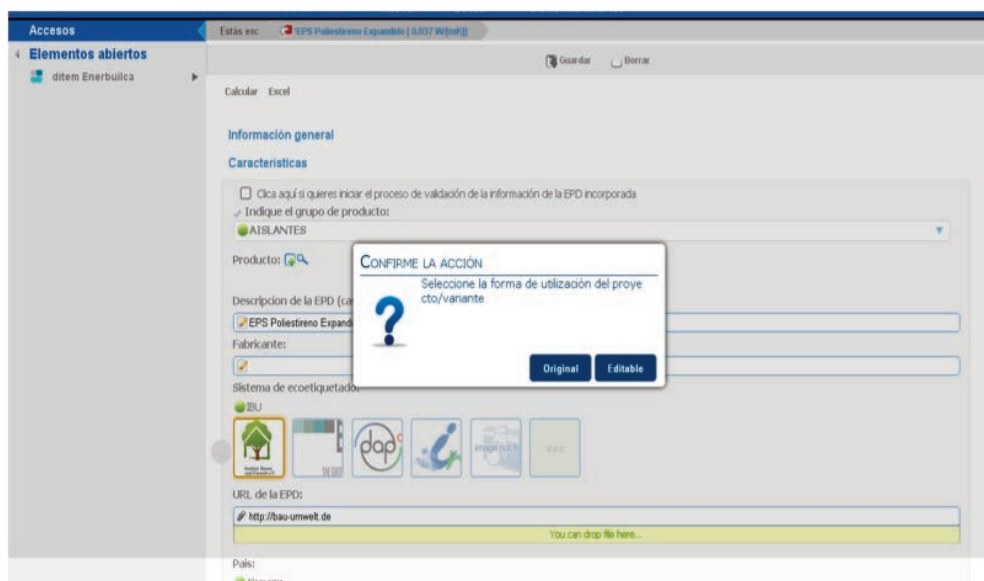 Accesos
Estás en: EPS Poliestireno Expandido [ 0,037 W/[mK]]
Elementos abiertos
Guardar Borrar
ditem Enerbuilca
Calcular Excel
Información general
Características
Clica aquí si quieres iniciar el proceso de validación de la información de la EPD incorporada
Indique el grupo de producto:
AISLANTES
Producto:
CONFIRME LA ACCIÓN
Seleccione la forma de utilización del proye
cto/variante
Descripcion de la EPD (ca
EPS Poliestireno Expand
Fabricante:
Original Editable
Sistema de ecoetiquetado
IBU
dap
URL de la EPD:
http://bau-umwelt.de
You can drop file here...
País: